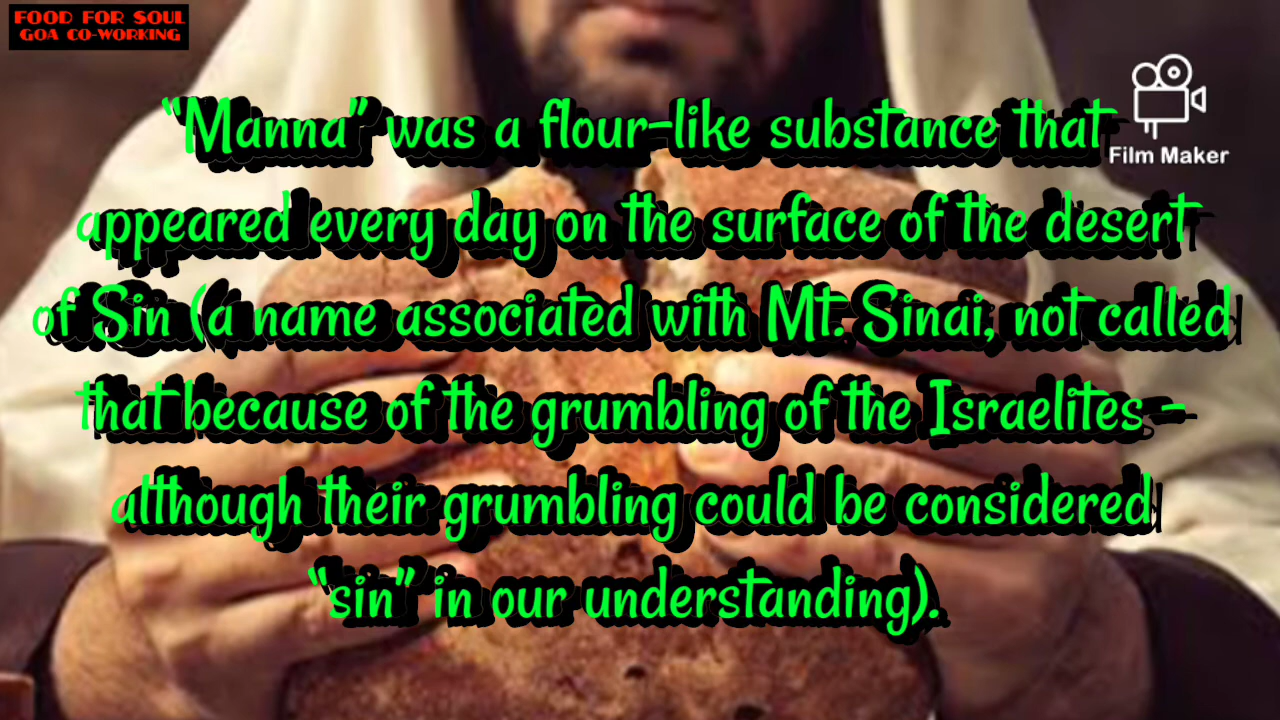 FOOD FOR SOUL
GOA CO-WORKING
Film Maker
"Manna" was a flour-like substance that
appeared every day on the surface of the desert
of Sin (a name associated with Mt. Sinai, not called
that because of the grumbling of the Israelites -
although their grumbling could be considered
"sin" in our understanding).